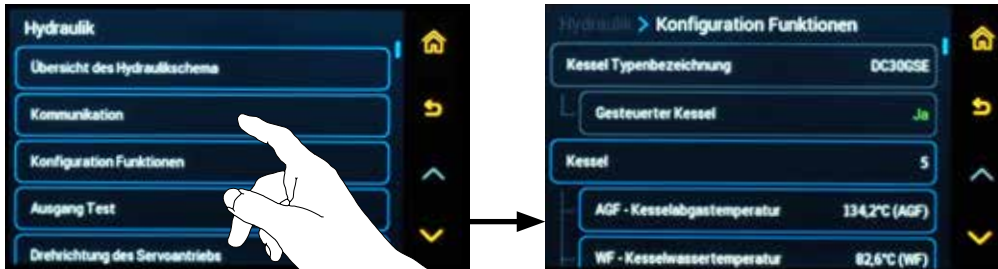 Hydraulik
Übersicht des Hydraulikschema
Kommunikation
Konfiguration Funktionen
Ausgang Test
Drehrichtung des Servoantriebs
Hydraulik > Konfiguration Funktionen
Kessel Typenbezeichnung DC30GSE
Gesteuerter Kessel Ja
Kessel 5
AGF - Kesselabgastemperatur 134,2°C (AGF)
WF - Kesselwassertemperatur 82,6°C (WF)